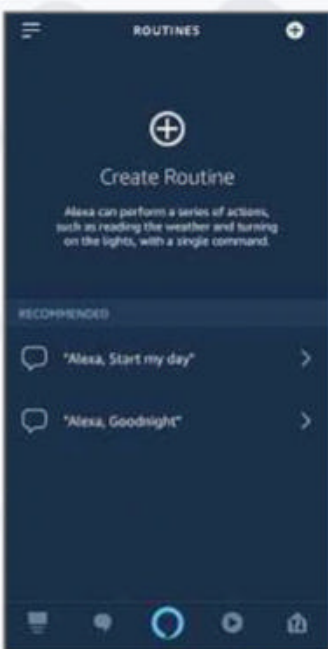 ROUTINES
Create Routine
Alexa can perform a series of actions,
such as reading the weather and turning
on the lights, with a single command.
RECOMMENDED
"Alexa, Start my day"
"Alexa, Goodnight"